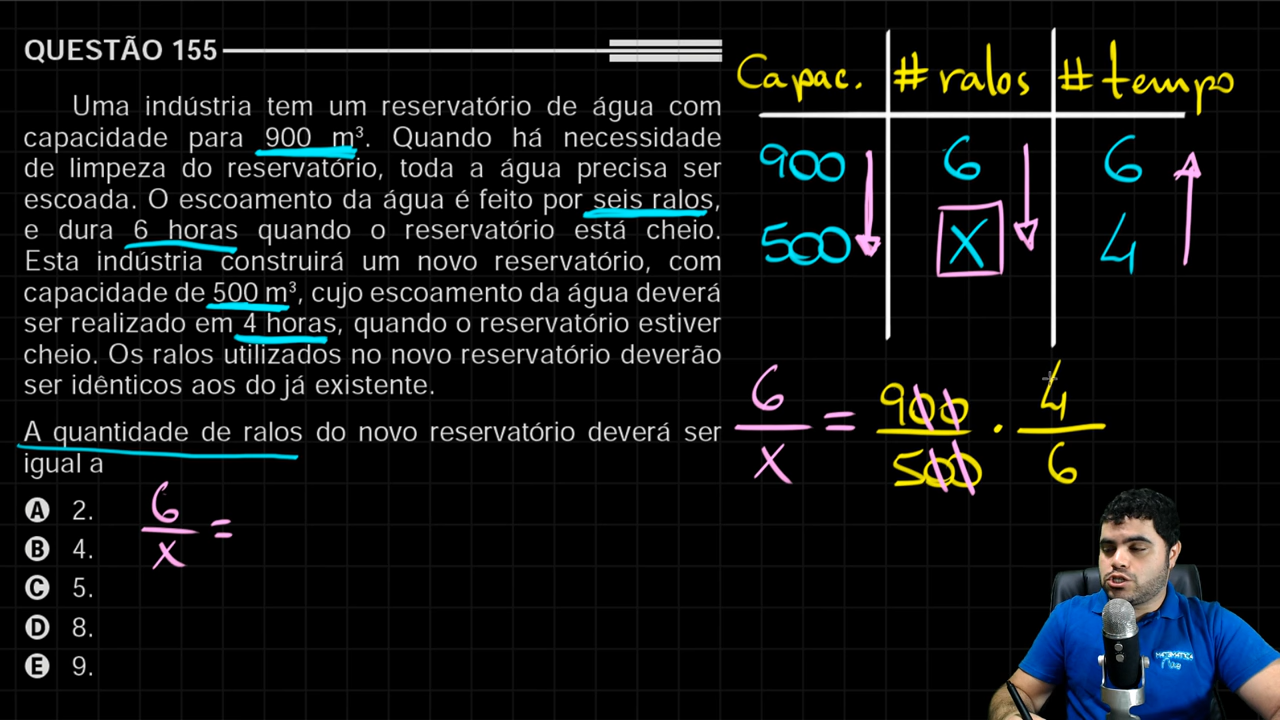 QUESTÃO 155
Uma indústria tem um reservatório de água com
capacidade para 900 m³. Quando há necessidade
de limpeza do reservatório, toda a água precisa ser
escoada. O escoamento da água é feito por seis ralos,
e dura 6 horas quando o reservatório está cheio.
Esta indústria construirá um novo reservatório, com
capacidade de 500 m³, cujo escoamento da água deverá
ser realizado em 4 horas, quando o reservatório estiver
cheio. Os ralos utilizados no novo reservatório deverão
ser idênticos aos do já existente.
A quantidade de ralos do novo reservatório deverá ser
igual a
A 2.
B 4.
C 5.
D 8.
E 9.
6
x =
Capac. # ralos # tempo
900 6 6
500 X 4
6 900 4
— = — · —
x 500 6
MATEMÁTICA